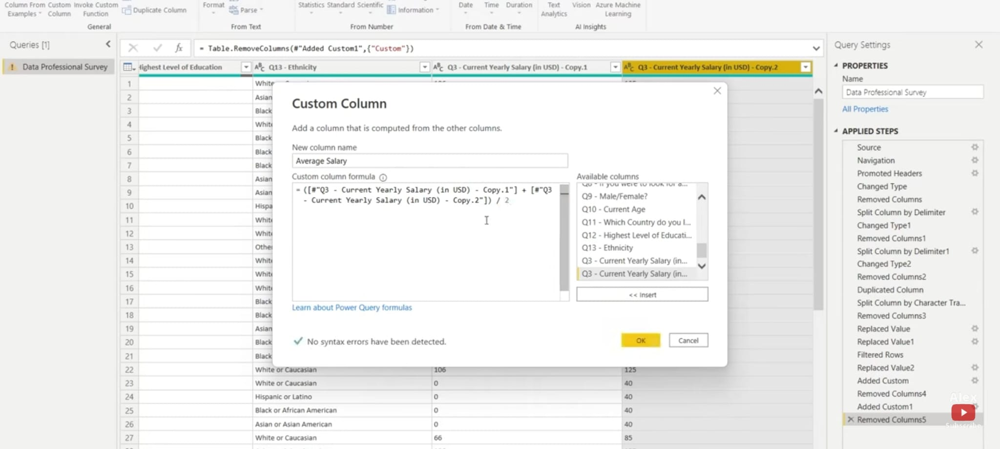 Column From Custom Invoke Custom
Examples Column Function
Duplicate Column
General
Format
Parse
From Text
Statistics Standard Scientific
Information
From Number
Date Time Duration
From Date & Time
Text Vision Azure Machine
Analytics Learning
AI Insights
Queries [1]
Data Professional Survey
fx = Table.RemoveColumns(#"Added Custom1",{"Custom"})
Highest Level of Education
ABC Q13 - Ethnicity
ABC Q3 - Current Yearly Salary (in USD) - Copy.1
ABC Q3 - Current Yearly Salary (in USD) - Copy.2
1 White
2 Asian
3 Black
4 White
5 Black
6 Black
7 Black
8 Asian
9 Asian
10 Hispa
11 White
12 White
13 Other
14 White
15 White
16 White
17 Black
18 Black
19 Asian
20 Black
21 Black
22 White or Caucasian 106 125
23 White or Caucasian 0 40
24 Hispanic or Latino 0 40
25 Black or African American 0 40
26 Asian or Asian American 0 40
27 White or Caucasian 66 85
Custom Column
Add a column that is computed from the other columns.
New column name
Average Salary
Custom column formula
= ([#"Q3 - Current Yearly Salary (in USD) - Copy.1"] + [#"Q3
- Current Yearly Salary (in USD) - Copy.2"]) / 2
Available columns
Q8 - If you were to look for a...
Q9 - Male/Female?
Q10 - Current Age
Q11 - Which Country do you l...
Q12 - Highest Level of Educati...
Q13 - Ethnicity
Q3 - Current Yearly Salary (in...
Q3 - Current Yearly Salary (in...
<< Insert
Learn about Power Query formulas
No syntax errors have been detected.
OK
Cancel
Query Settings
PROPERTIES
Name
Data Professional Survey
All Properties
APPLIED STEPS
Source
Navigation
Promoted Headers
Changed Type
Removed Columns
Split Column by Delimiter
Changed Type1
Removed Columns1
Split Column by Delimiter1
Changed Type2
Removed Columns2
Duplicated Column
Split Column by Character Tra...
Removed Columns3
Replaced Value
Replaced Value1
Filtered Rows
Replaced Value2
Added Custom
Removed Columns4
Added Custom1
Removed Columns5
Alex
Subscribe